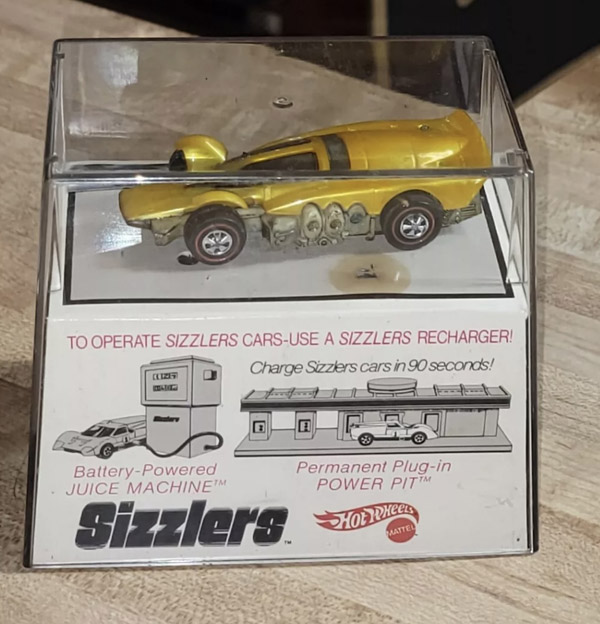 TO OPERATE SIZZLERS CARS-USE A SIZZLERS RECHARGER!
Charge Sizzlers cars in 90 seconds!
Sizzlers
Battery-Powered
JUICE MACHINE™
Permanent Plug-in
POWER PIT™
Sizzlers™
Hot Wheels
MATTEL